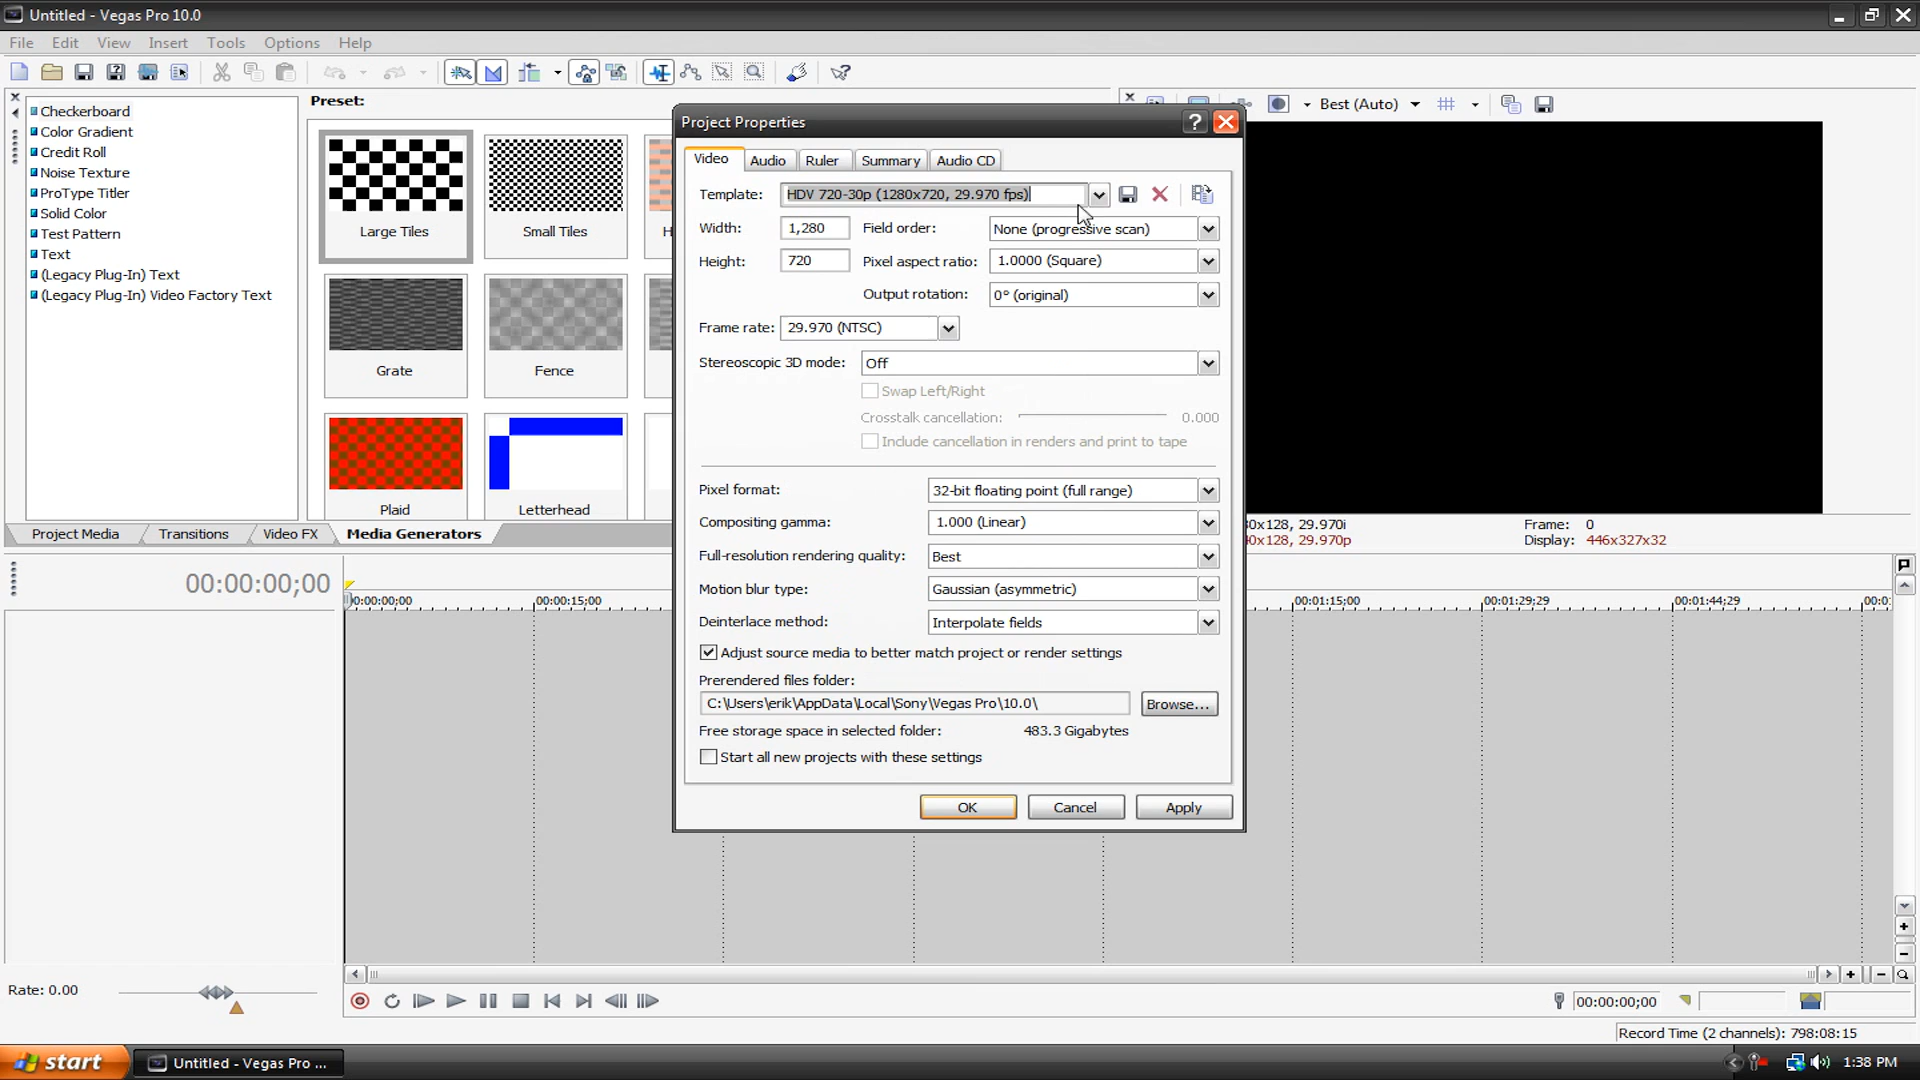 Untitled - Vegas Pro 10.0
File Edit View Insert Tools Options Help
Checkerboard
Color Gradient
Credit Roll
Noise Texture
ProType Titler
Solid Color
Test Pattern
Text
(Legacy Plug-In) Text
(Legacy Plug-In) Video Factory Text
Preset:
Large Tiles
Small Tiles
Grate
Fence
Plaid
Letterhead
Project Media Transitions Video FX Media Generators
Best (Auto)
Project Properties
Video Audio Ruler Summary Audio CD
Template: HDV 720-30p (1280x720, 29.970 fps)
Width: 1,280 Field order: None (progressive scan)
Height: 720 Pixel aspect ratio: 1.0000 (Square)
Output rotation: 0° (original)
Frame rate: 29.970 (NTSC)
Stereoscopic 3D mode: Off
Swap Left/Right
Crosstalk cancellation: 0.000
Include cancellation in renders and print to tape
Pixel format: 32-bit floating point (full range)
Compositing gamma: 1.000 (Linear)
Full-resolution rendering quality: Best
Motion blur type: Gaussian (asymmetric)
Deinterlace method: Interpolate fields
Adjust source media to better match project or render settings
Prerendered files folder:
C:\Users\erik\AppData\Local\Sony\Vegas Pro\10.0\ Browse...
Free storage space in selected folder: 483.3 Gigabytes
Start all new projects with these settings
OK Cancel Apply
0x128, 29.970i Frame: 0
0x128, 29.970p Display: 446x327x32
00:00:00;00
0:00:00;00 00:00:15;00 00:01:15;00 00:01:29;29 00:01:44;29 00:0
Rate: 0.00
00:00:00;00
Record Time (2 channels): 798:08:15
start Untitled - Vegas Pro ... 1:38 PM